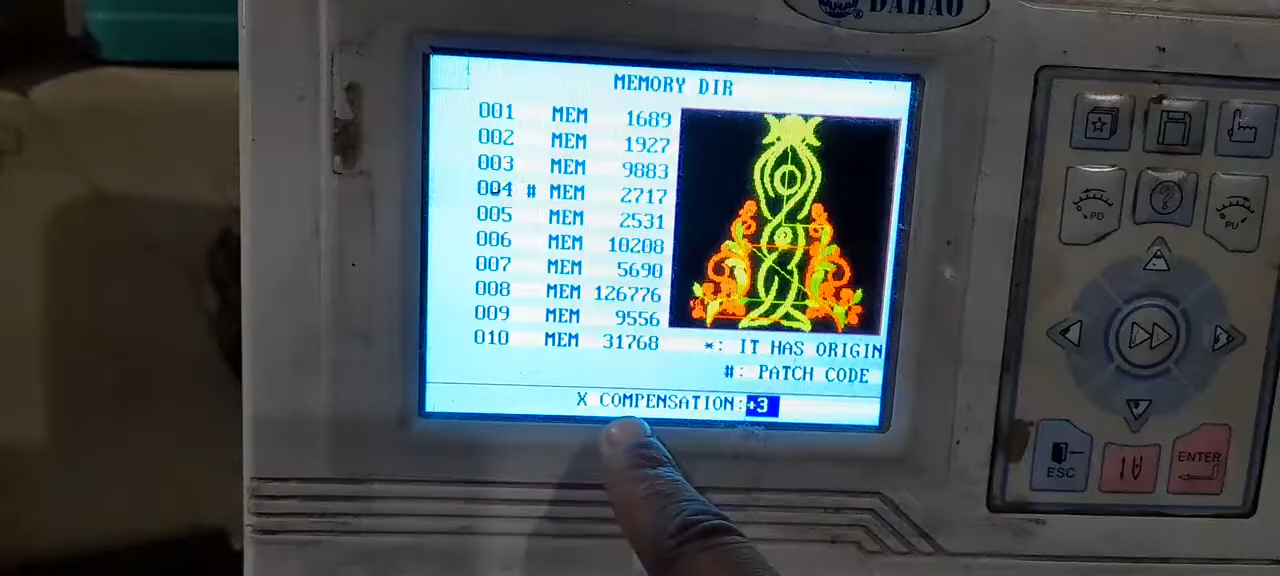 DAHAO
MEMORY DIR
001 MEM 1689
002 MEM 1927
003 MEM 9883
004 # MEM 2717
005 MEM 2531
006 MEM 10208
007 MEM 5690
008 MEM 126776
009 MEM 9556
010 MEM 31768
*: IT HAS ORIGIN
#: PATCH CODE
X COMPENSATION:+3
PD
?
PU
ESC
ENTER